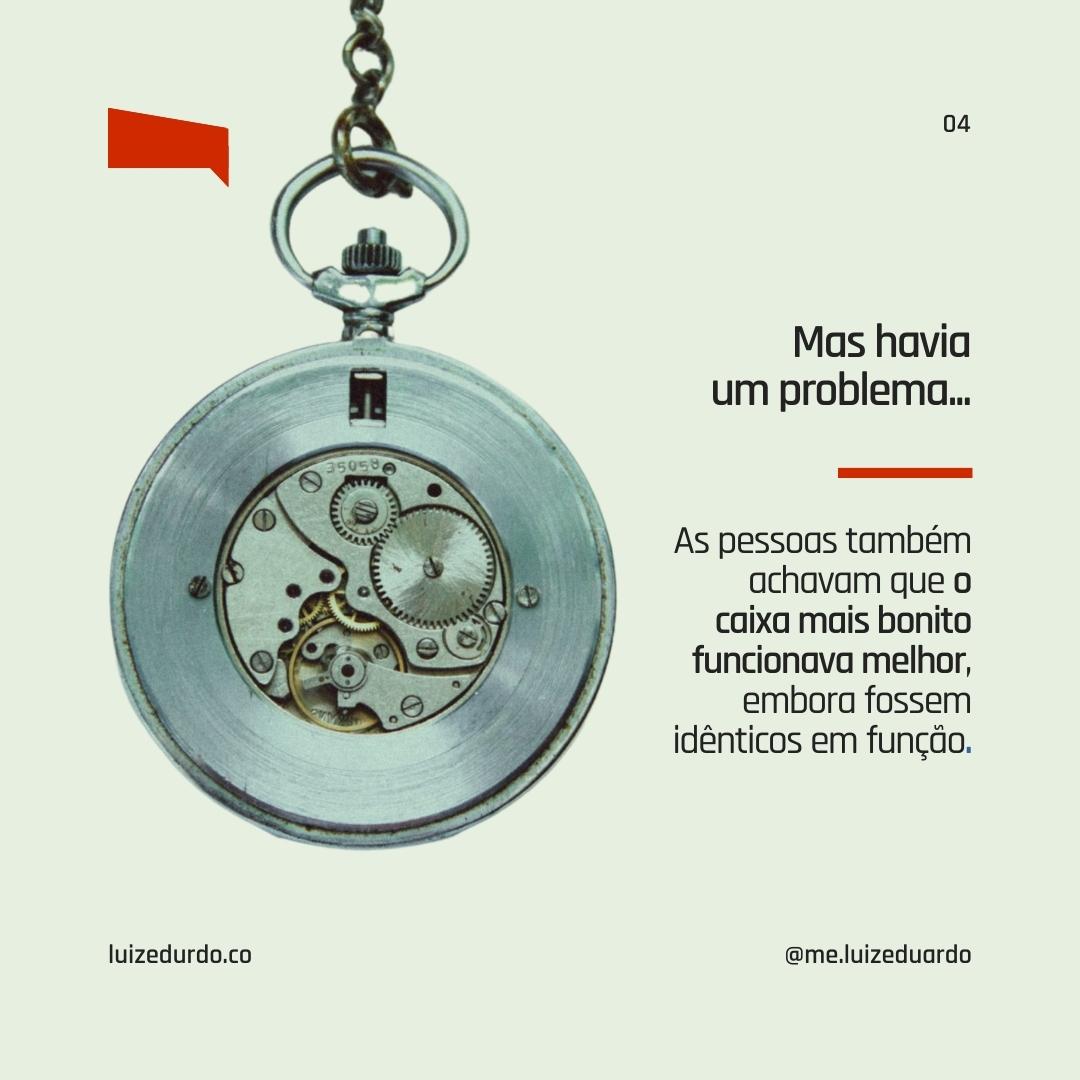 04
Mas havia
um problema...
As pessoas também
achavam que o
caixa mais bonito
funcionava melhor,
embora fossem
idênticos em função.
35058
luizedurdo.co
@me.luizeduardo